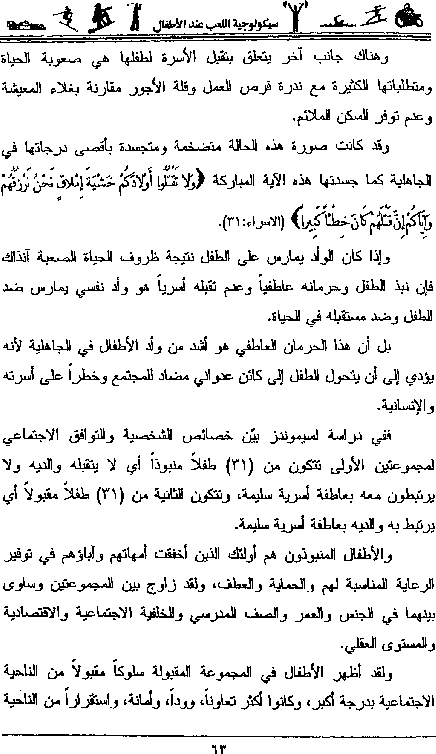 سيكولوجية اللعب عند الأطفال
وهناك جانب آخر يتعلق بتقبل الأسرة لطفلها هي صعوبة الحياة
ومتطلباتها الكثيرة مع ندرة فرص العمل وقلة الأجور مقارنة بغلاء المعيشة
وعدم توفر السكن الملائم.
وقد كانت صورة هذه الحالة متضخمة ومتجسدة بأقصى درجاتها في
الجاهلية كما جسدتها هذه الآية المباركة ﴿وَلا تَقْتُلُوا أَوْلادَكُمْ خَشْيَةَ إِمْلاقٍ نَحْنُ نَرْزُقُهُمْ
وَإِيَّاكُمْ إِنَّ قَتْلَهُمْ كَانَ خِطْئاً كَبِيراً﴾ (الاسراء:٣١).
وإذا كان الوأد يمارس على الطفل نتيجة ظروف الحياة الصعبة آنذاك
فإن نبذ الطفل وحرمانه عاطفياً وعدم تقبله أسرياً هو وأد نفسي يمارس ضد
الطفل وضد مستقبله في الحياة.
بل أن هذا الحرمان العاطفي هو أشد من وأد الأطفال في الجاهلية لأنه
يؤدي إلى أن يتحول الطفل إلى كائن عدواني مضاد للمجتمع وخطراً على أسرته
والإنسانية.
ففي دراسة لسيموندز بيّن خصائص الشخصية والتوافق الاجتماعي
لمجموعتين الأولى تتكون من (٣١) طفلاً منبوذاً أي لا يتقبله والديه ولا
يرتبطون معه بعاطفة أسرية سليمة، وتتكون الثانية من (٣١) طفلاً مقبولاً أي
يرتبط به والديه بعاطفة أسرية سليمة.
والأطفال المنبوذون هم أولئك الذين أخفقت أمهاتهم وآباؤهم في توفير
الرعاية المناسبة لهم والحماية والعطف، ولقد زاوج بين المجموعتين وساوى
بينهما في الجنس والعمر والصف المدرسي والخلفية الاجتماعية والاقتصادية
والمستوى العقلي.
ولقد أظهر الأطفال في المجموعة المقبولة سلوكاً مقبولاً من الناحية
الاجتماعية بدرجة أكبر، وكانوا أكثر تعاوناً، ووداً، وأمانة، واستقراراً من الناحية
٦٣